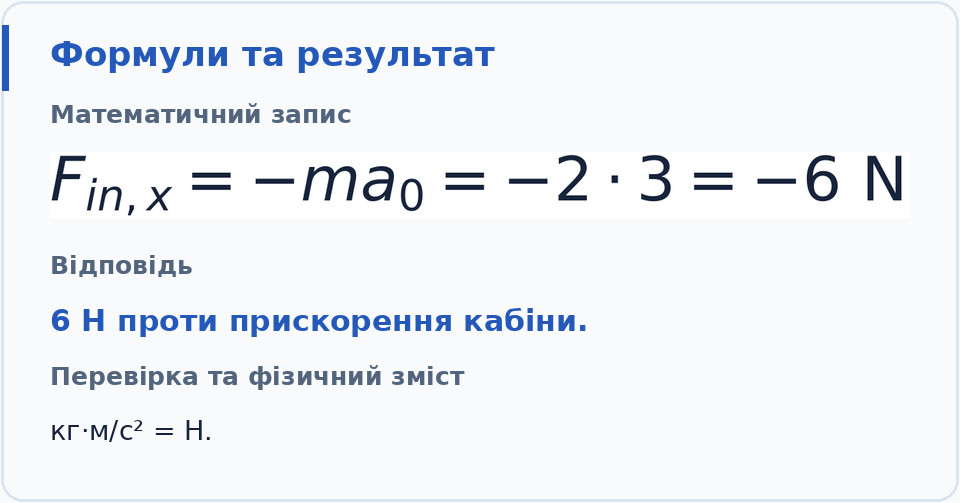 Формули та результат
Математичний запис
F_{in, x} = −ma_0 = −2 · 3 = −6 N
Відповідь
6 Н проти прискорення кабіни.
Перевірка та фізичний зміст
кг·м/с² = Н.